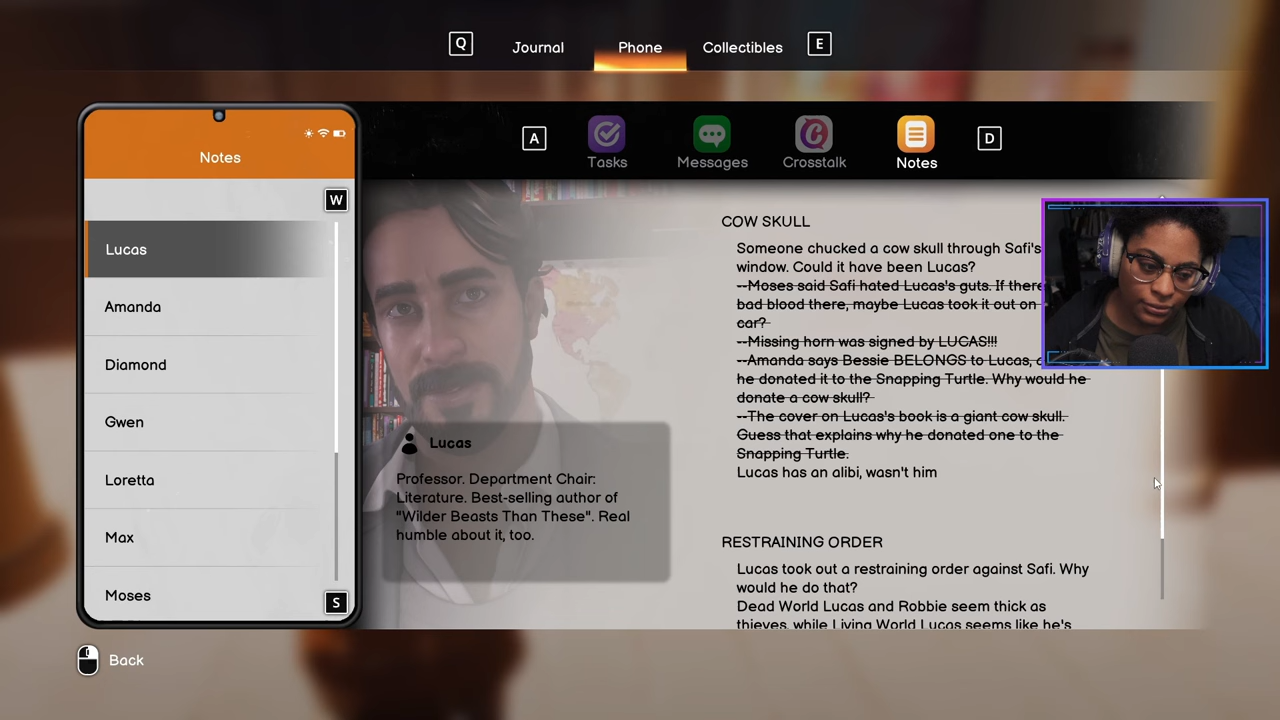 Q
Journal
Phone
Collectibles
E
Notes
A
Tasks
Messages
Crosstalk
Notes
D
W
Lucas
Amanda
Diamond
Gwen
Loretta
Max
Moses
S
Lucas
Professor. Department Chair:
Literature. Best-selling author of
"Wilder Beasts Than These". Real
humble about it, too.
COW SKULL
Someone chucked a cow skull through Safi's
window. Could it have been Lucas?
--Moses said Safi hated Lucas's guts. If there
bad blood there, maybe Lucas took it out on
car?
--Missing horn was signed by LUCAS!!!
--Amanda says Bessie BELONGS to Lucas,
he donated it to the Snapping Turtle. Why would he
donate a cow skull?
--The cover on Lucas's book is a giant cow skull.
Guess that explains why he donated one to the
Snapping Turtle.
Lucas has an alibi, wasn't him
RESTRAINING ORDER
Lucas took out a restraining order against Safi. Why
would he do that?
Dead World Lucas and Robbie seem thick as
thieves, while Living World Lucas seems like he's
Back